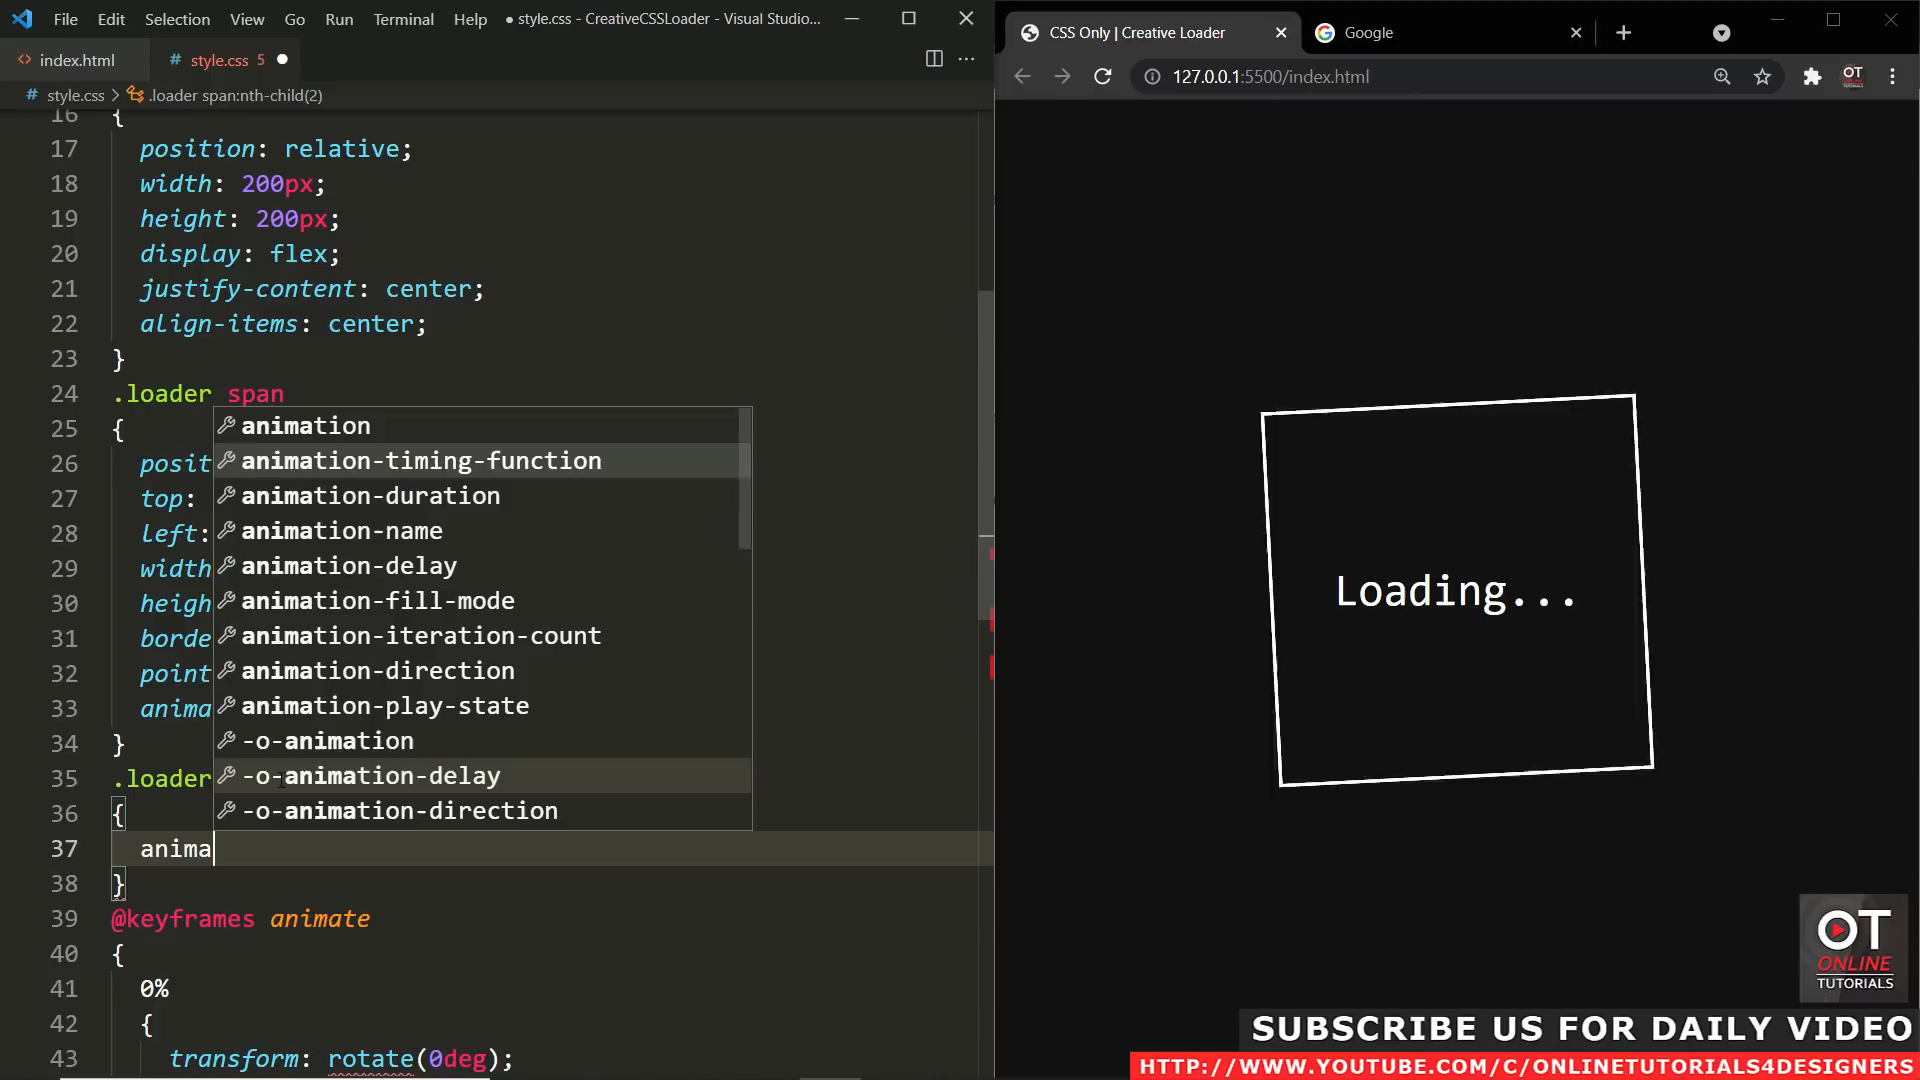 File Edit Selection View Go Run Terminal Help ● style.css - CreativeCSSLoader - Visual Studio...
index.html style.css 5
# style.css > .loader span:nth-child(2)
16 {
17 position: relative;
18 width: 200px;
19 height: 200px;
20 display: flex;
21 justify-content: center;
22 align-items: center;
23 }
24 .loader span
25 {
26 posit
27 top:
28 left:
29 width
30 heigh
31 borde
32 point
33 anima
34 }
35 .loader
36 {
37 anima
38 }
39 @keyframes animate
40 {
41 0%
42 {
43 transform: rotate(0deg);
animation
animation-timing-function
animation-duration
animation-name
animation-delay
animation-fill-mode
animation-iteration-count
animation-direction
animation-play-state
-o-animation
-o-animation-delay
-o-animation-direction
CSS Only | Creative Loader
Google
127.0.0.1:5500/index.html
Loading...
OT
ONLINE
TUTORIALS
SUBSCRIBE US FOR DAILY VIDEO
HTTP://WWW.YOUTUBE.COM/C/ONLINETUTORIALS4DESIGNERS